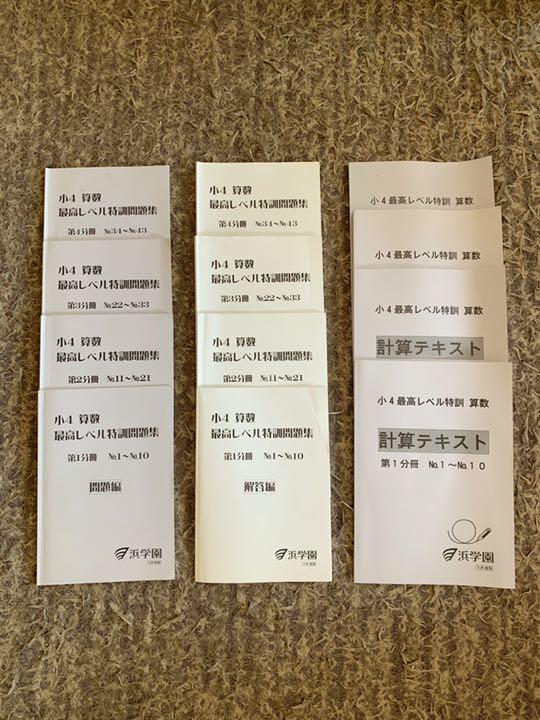 小4 算数
最高レベル特訓問題集
第4分冊 №34〜№43
小4 算数
最高レベル特訓問題集
第3分冊 №22〜№33
小4 算数
最高レベル特訓問題集
第2分冊 №11〜№21
小4 算数
最高レベル特訓問題集
第1分冊 №1〜№10
問題編
浜学園
小4 算数
最高レベル特訓問題集
第4分冊 №34〜№43
小4 算数
最高レベル特訓問題集
第3分冊 №22〜№33
小4 算数
最高レベル特訓問題集
第2分冊 №11〜№21
小4 算数
最高レベル特訓問題集
第1分冊 №1〜№10
解答編
浜学園
小4最高レベル特訓 算数
小4最高レベル特訓 算数
小4最高レベル特訓 算数
計算テキスト
小4最高レベル特訓 算数
計算テキスト
第1分冊 №1〜№10
浜学園